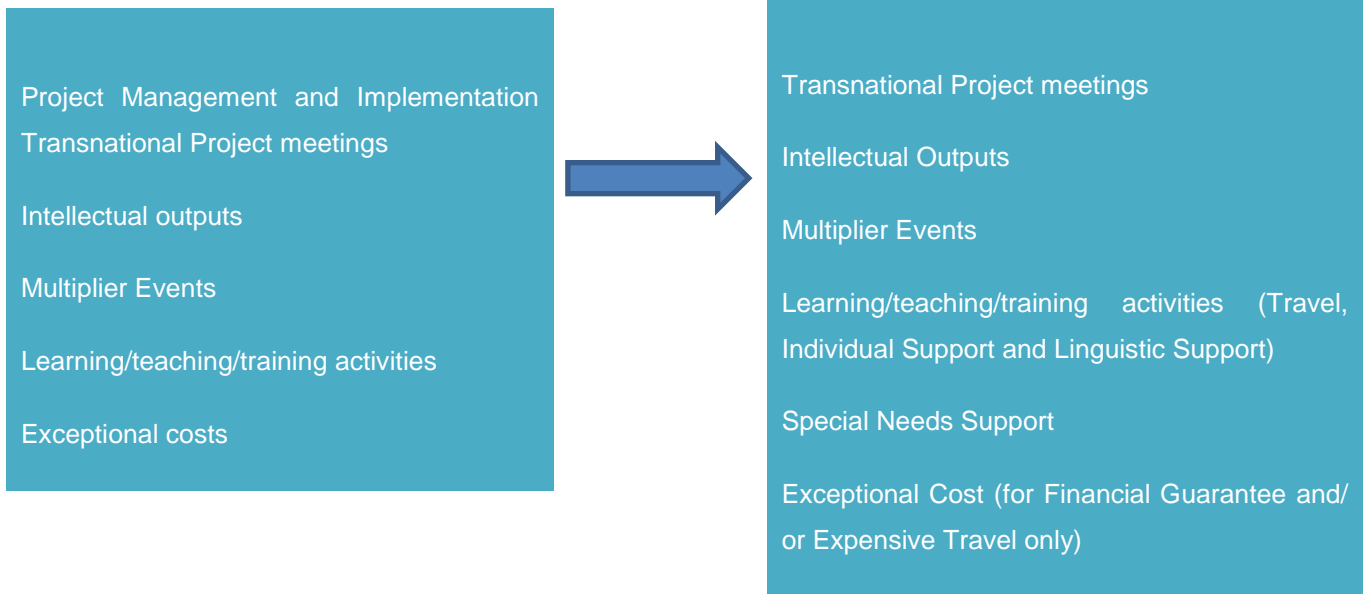 Project Management and Implementation
Transnational Project meetings
Intellectual outputs
Multiplier Events
Learning/teaching/training activities
Exceptional costs
Transnational Project meetings
Intellectual Outputs
Multiplier Events
Learning/teaching/training activities (Travel,
Individual Support and Linguistic Support)
Special Needs Support
Exceptional Cost (for Financial Guarantee and/
or Expensive Travel only)